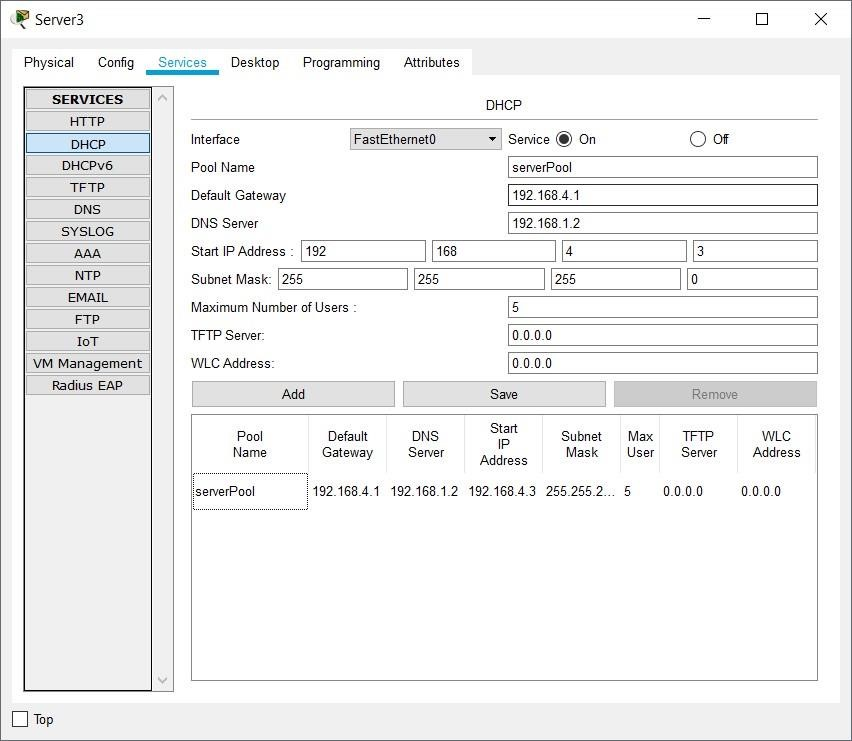 Server3
Physical Config Services Desktop Programming Attributes
SERVICES
HTTP
DHCP
DHCPv6
TFTP
DNS
SYSLOG
AAA
NTP
EMAIL
FTP
IoT
VM Management
Radius EAP
DHCP
Interface FastEthernet0 Service On Off
Pool Name serverPool
Default Gateway 192.168.4.1
DNS Server 192.168.1.2
Start IP Address : 192 168 4 3
Subnet Mask: 255 255 255 0
Maximum Number of Users : 5
TFTP Server: 0.0.0.0
WLC Address: 0.0.0.0
Add Save Remove
Pool Name Default Gateway DNS Server Start IP Address Subnet Mask Max User TFTP Server WLC Address
serverPool 192.168.4.1 192.168.1.2 192.168.4.3 255.255.2... 5 0.0.0.0 0.0.0.0
Top